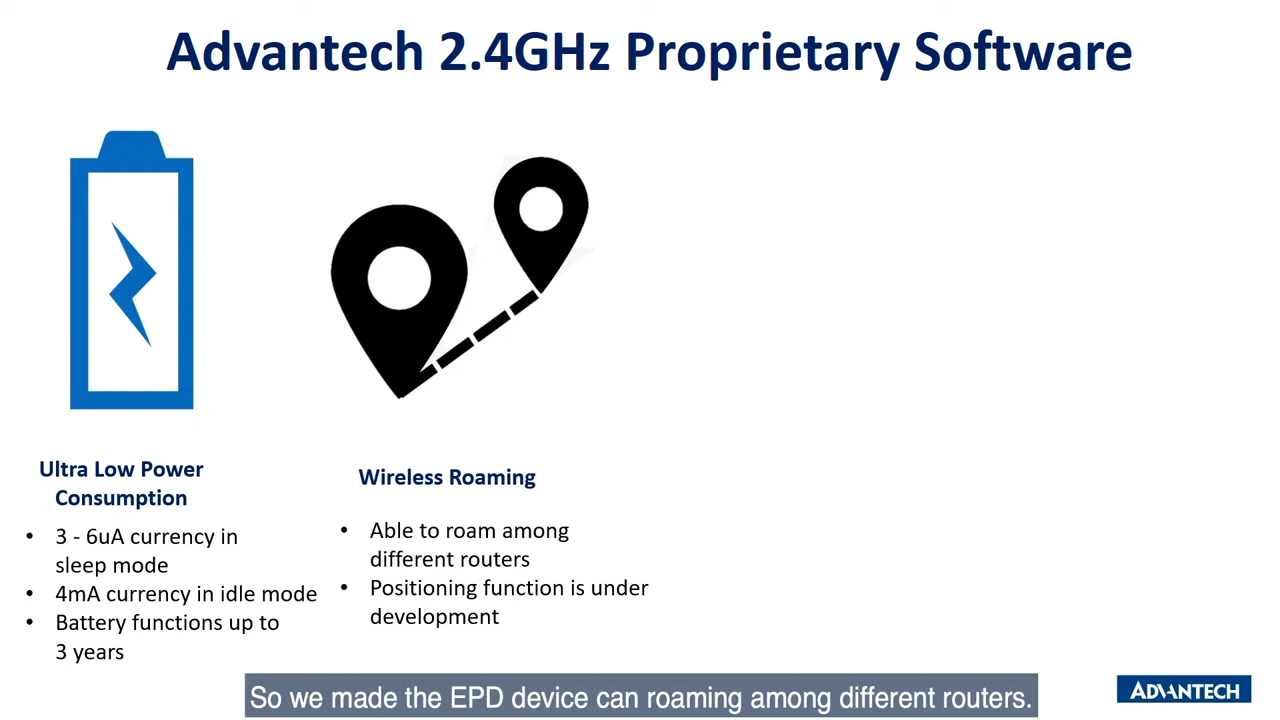 Advantech 2.4GHz Proprietary Software
Ultra Low Power
Consumption
• 3 - 6uA currency in
sleep mode
• 4mA currency in idle mode
• Battery functions up to
3 years
Wireless Roaming
• Able to roam among
different routers
• Positioning function is under
development
So we made the EPD device can roaming among different routers.
ADVANTECH